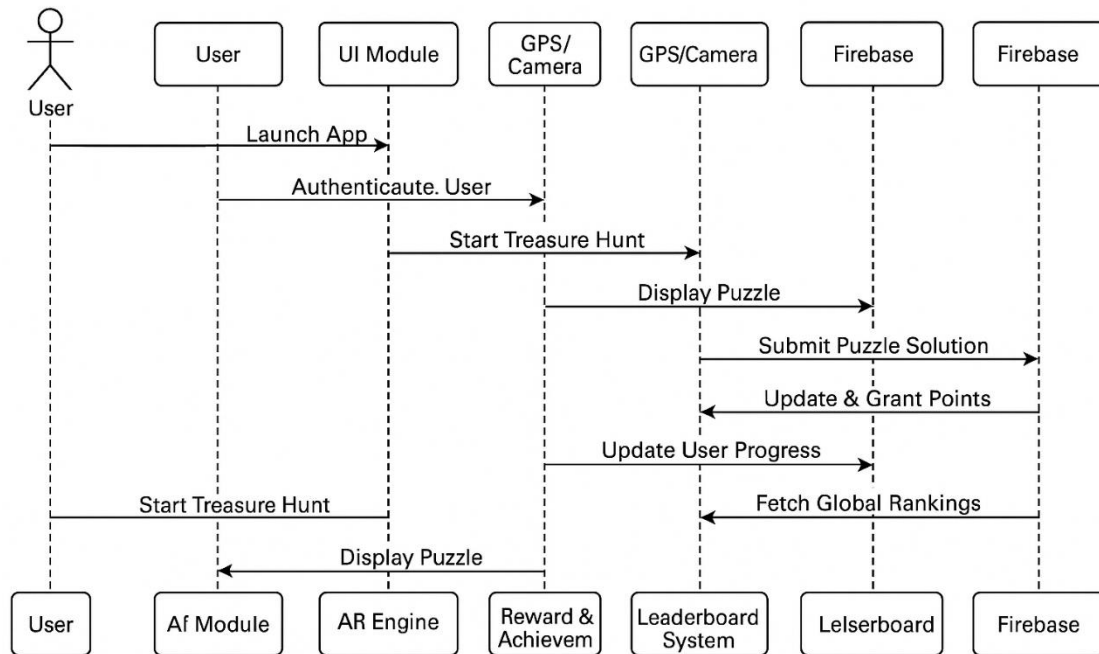 User
User
UI Module
GPS/
Camera
GPS/Camera
Firebase
Firebase
Launch App
Authenticaute. User
Start Treasure Hunt
Display Puzzle
Submit Puzzle Solution
Update & Grant Points
Update User Progress
Start Treasure Hunt
Fetch Global Rankings
Display Puzzle
User
Af Module
AR Engine
Reward &
Achievem
Leaderboard
System
Lelserboard
Firebase